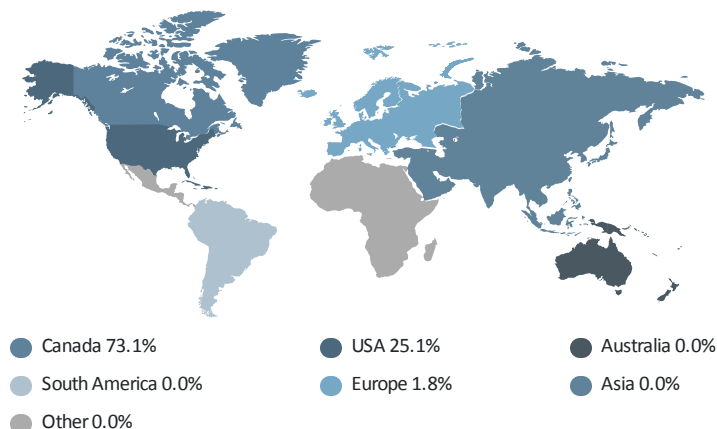 Canada 73.1%
USA 25.1%
Australia 0.0%
South America 0.0%
Europe 1.8%
Asia 0.0%
Other 0.0%